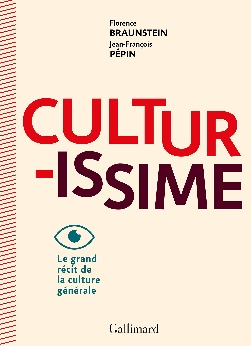 Florence
BRAUNSTEIN
Jean-François
PÉPIN
CULTUR
-ISSIME
Le grand
récit de
la culture
générale
Gallimard